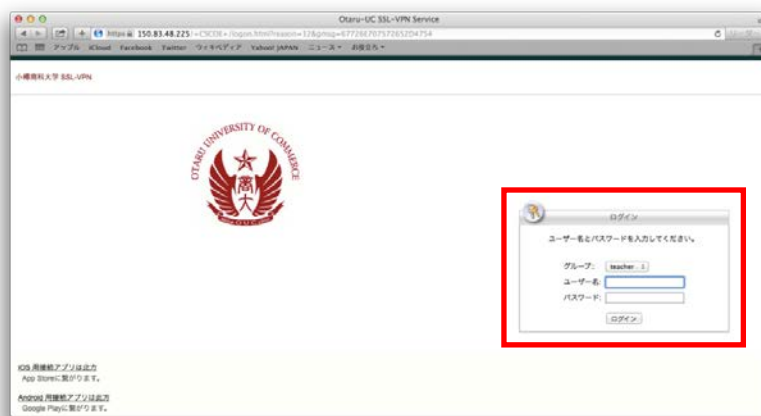 Otaru-UC SSL-VPN Service
150.83.48.225
アップル iCloud Facebook Twitter ウィキペディア Yahoo! JAPAN ニュース お役立ち
小樽商科大学 SSL-VPN
OTARU UNIVERSITY OF COMMERCE
商大
O.U.C
ログイン
ユーザー名とパスワードを入力してください。
グループ: teacher
ユーザー名:
パスワード:
ログイン
iOS 用接続アプリは此方
App Storeに繋がります。
Android 用接続アプリは此方
Google Playに繋がります。